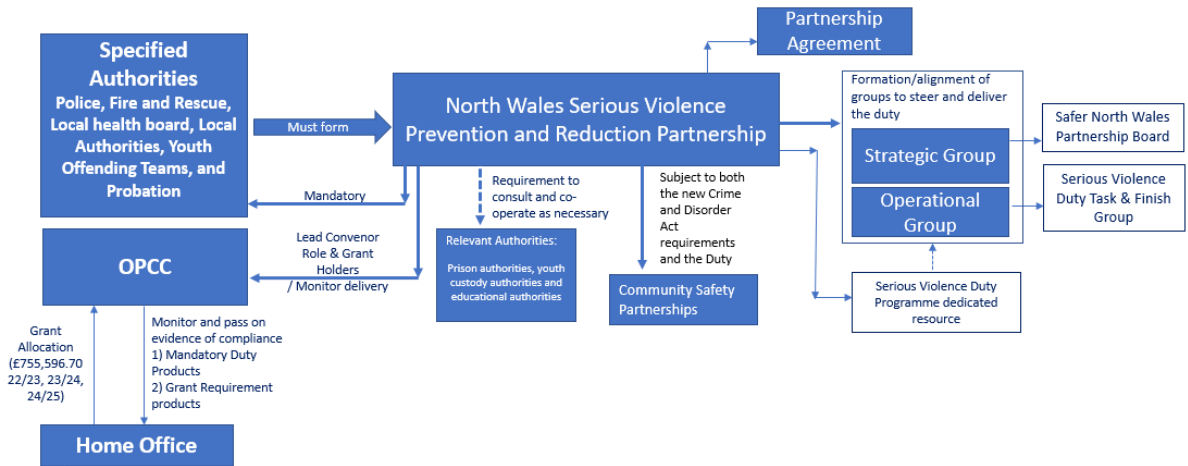 Partnership
Agreement
Specified
Authorities
Police, Fire and Rescue,
Local health board, Local
Authorities, Youth
Offending Teams, and
Probation
Must form
North Wales Serious Violence
Prevention and Reduction Partnership
Formation/alignment of
groups to steer and deliver
the duty
Strategic Group
Operational
Group
Safer North Wales
Partnership Board
Serious Violence
Duty Task & Finish
Group
Mandatory
Requirement to
consult and co-
operate as necessary
Subject to both
the new Crime
and Disorder
Act
requirements
and the Duty
Lead Convenor
Role & Grant
Holders
/ Monitor delivery
Relevant Authorities:
Prison authorities, youth
custody authorities and
educational authorities
OPCC
Community Safety
Partnerships
Serious Violence Duty
Programme dedicated
resource
Grant
Allocation
(£755,596.70
22/23, 23/24,
24/25)
Monitor and pass on
evidence of compliance
1) Mandatory Duty
Products
2) Grant Requirement
products
Home Office